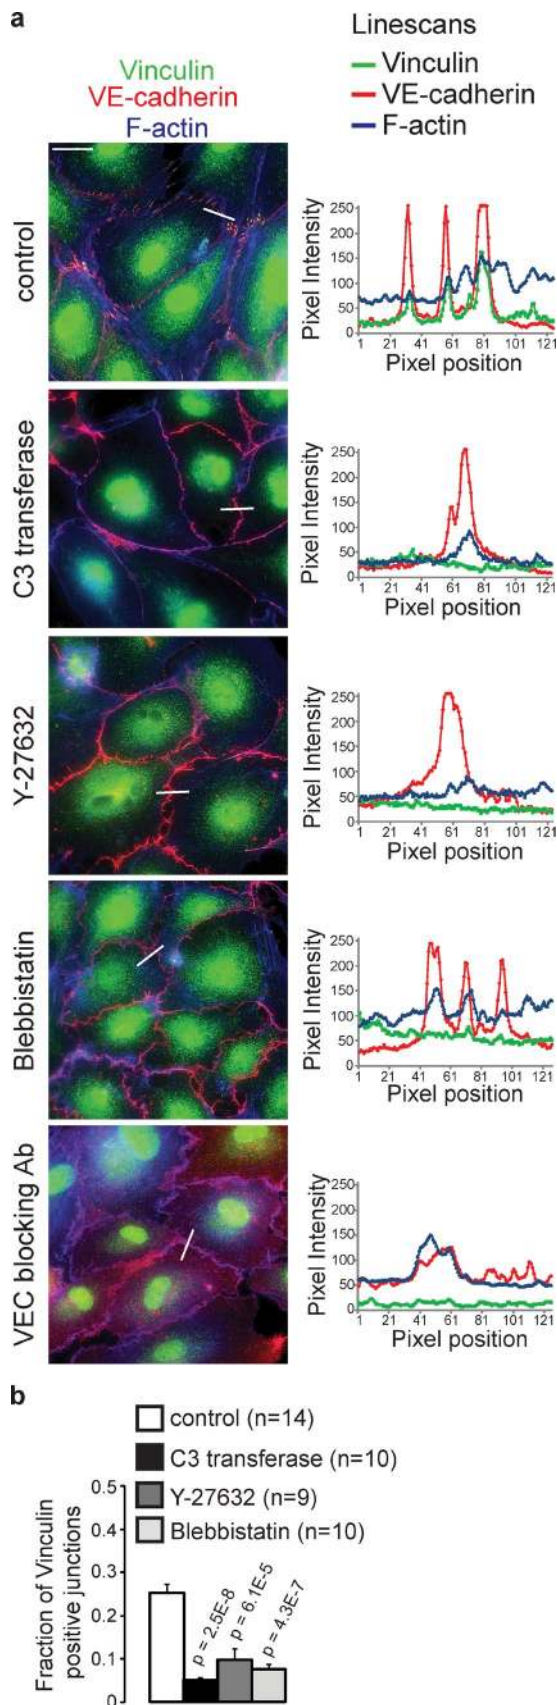 a
Linescans
Vinculin
VE-cadherin
F-actin
Vinculin
VE-cadherin
F-actin
control
Pixel Intensity
250
200
150
100
50
0
1 21 41 61 81 101 121
Pixel position
C3 transferase
Pixel Intensity
250
200
150
100
50
0
1 21 41 61 81 101 121
Pixel position
Y-27632
Pixel Intensity
250
200
150
100
50
0
1 21 41 61 81 101 121
Pixel position
Blebbistatin
Pixel Intensity
250
200
150
100
50
0
1 21 41 61 81 101 121
Pixel position
VEC blocking Ab
Pixel Intensity
250
200
150
100
50
0
1 21 41 61 81 101 121
Pixel position
b
control (n=14)
C3 transferase (n=10)
Y-27632 (n=9)
Blebbistatin (n=10)
Fraction of Vinculin
positive junctions
0.5
0.4
0.3
0.2
0.1
0
p = 2.5E-8
p = 6.1E-5
p = 4.3E-7